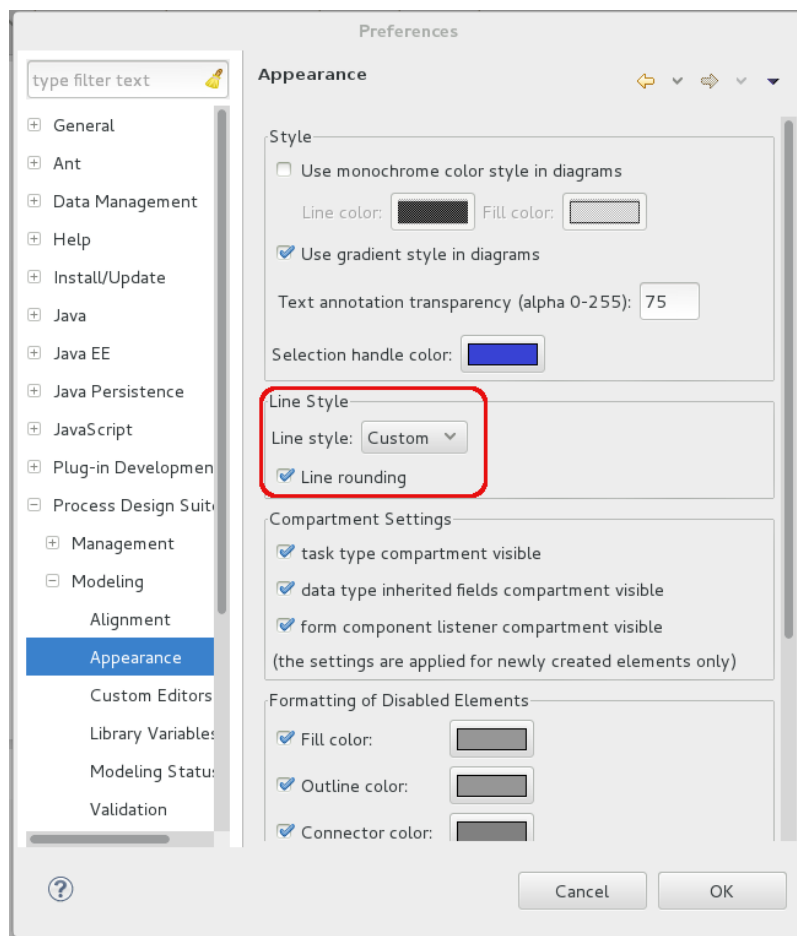 Preferences
type filter text
General
Ant
Data Management
Help
Install/Update
Java
Java EE
Java Persistence
JavaScript
Plug-in Developmen
Process Design Suit
Management
Modeling
Alignment
Appearance
Custom Editors
Library Variables
Modeling Status
Validation
Appearance
Style
Use monochrome color style in diagrams
Line color: Fill color:
Use gradient style in diagrams
Text annotation transparency (alpha 0-255): 75
Selection handle color:
Line Style
Line style: Custom
Line rounding
Compartment Settings
task type compartment visible
data type inherited fields compartment visible
form component listener compartment visible
(the settings are applied for newly created elements only)
Formatting of Disabled Elements
Fill color:
Outline color:
Connector color:
?
Cancel OK